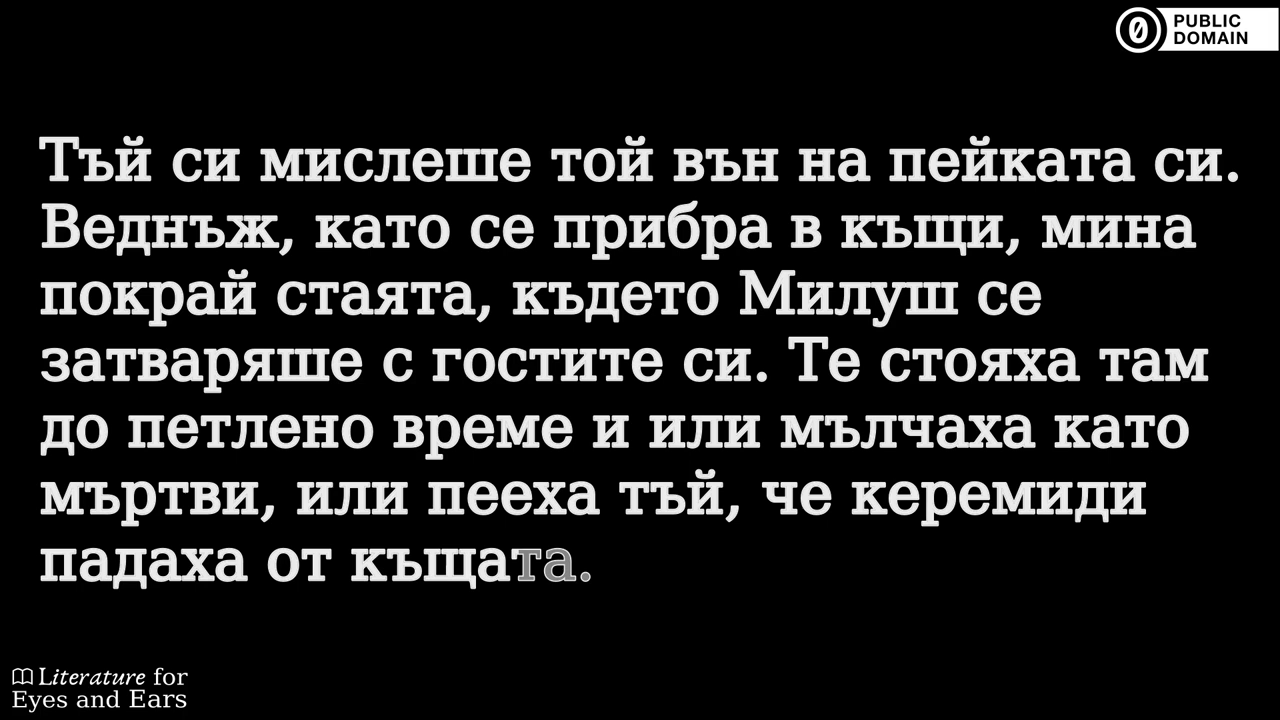 PUBLIC
DOMAIN
Тъй си мислеше той вън на пейката си.
Веднъж, като се прибра в къщи, мина
покрай стаята, където Милуш се
затваряше с гостите си. Те стояха там
до петлено време и или мълчаха като
мъртви, или пееха тъй, че керемиди
падаха от къщата.
Literature for
Eyes and Ears